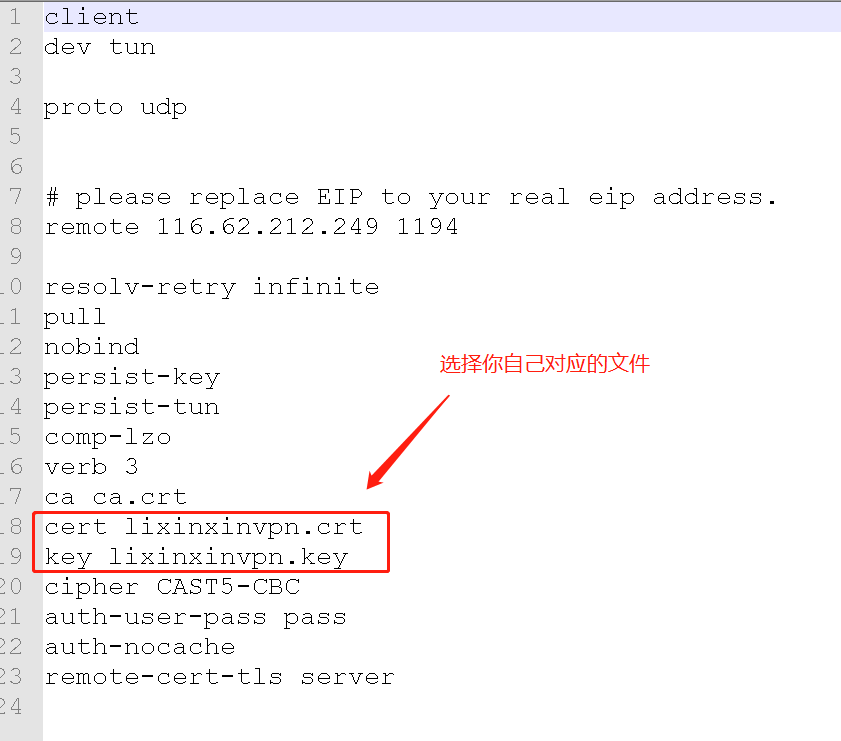 1 client
2 dev tun
3
4 proto udp
5
6
7 # please replace EIP to your real eip address.
8 remote 116.62.212.249 1194
9
10 resolv-retry infinite
11 pull
12 nobind
选择你自己对应的文件
13 persist-key
14 persist-tun
15 comp-lzo
16 verb 3
17 ca ca.crt
18 cert lixinxinvpn.crt
19 key lixinxinvpn.key
20 cipher CAST5-CBC
21 auth-user-pass pass
22 auth-nocache
23 remote-cert-tls server
24